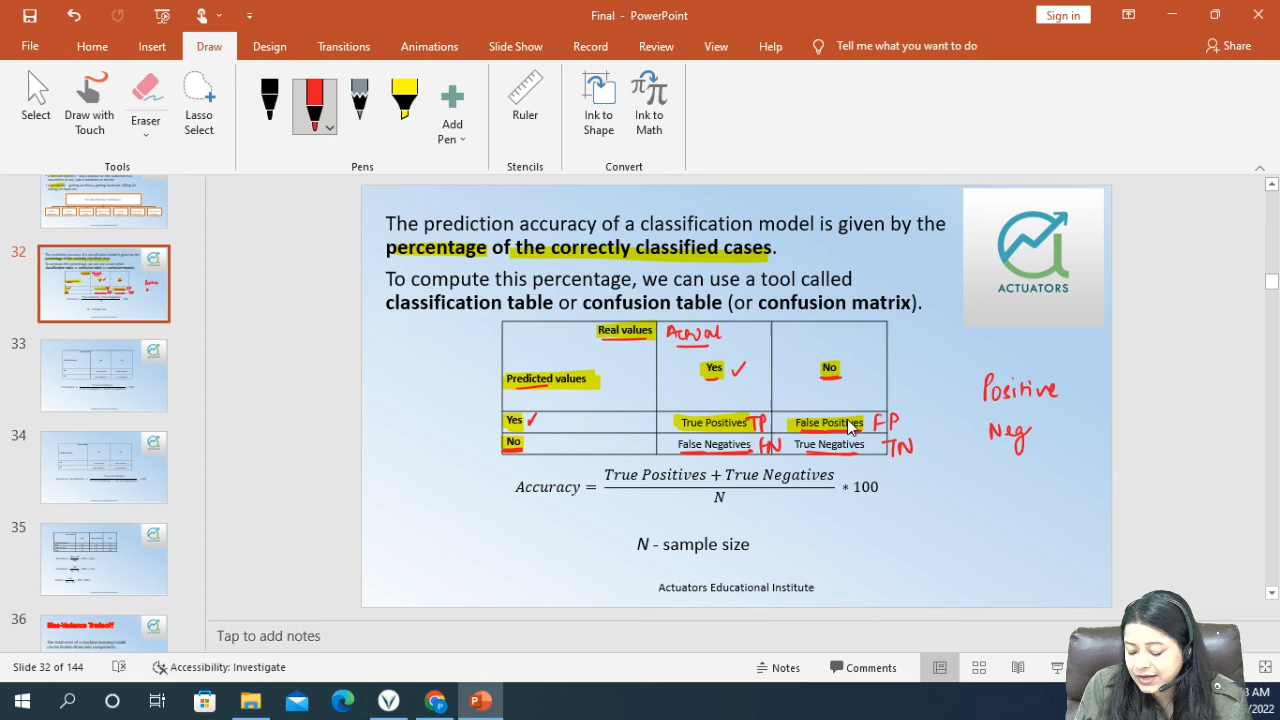 Final - PowerPoint
Sign in
File Home Insert Draw Design Transitions Animations Slide Show Record Review View Help Tell me what you want to do Share
Select Draw with Touch Eraser Lasso Select Add Pen Ruler Ink to Shape Ink to Math
Tools Pens Stencils Convert
32
33
34
35
36
Bias-Variance Tradeoff
The prediction accuracy of a classification model is given by the
percentage of the correctly classified cases.
To compute this percentage, we can use a tool called
classification table or confusion table (or confusion matrix).
ACTUATORS
Real values Actual
Predicted values Yes ✓ No
Yes ✓ True Positives TP False Positives FP
No False Negatives FN True Negatives TN
Positive
Neg
Accuracy = True Positives + True Negatives / N * 100
N - sample size
Actuators Educational Institute
Tap to add notes
Slide 32 of 144 Accessibility: Investigate Notes Comments